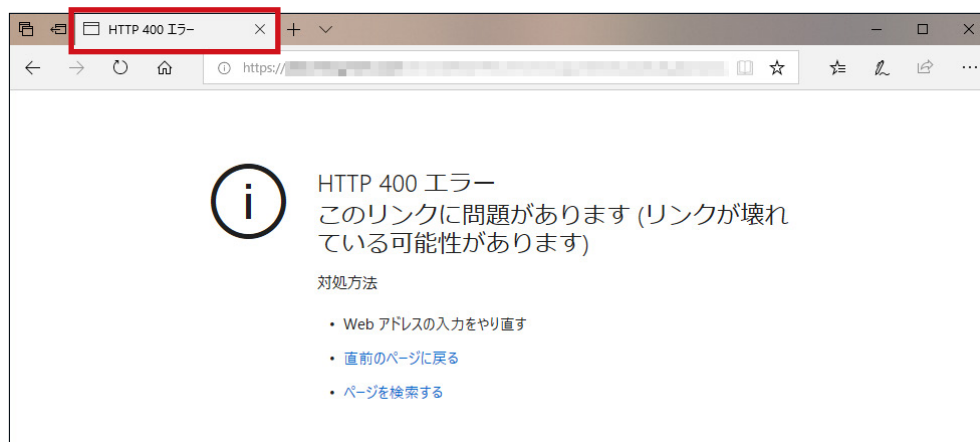 HTTP 400 エラー
https://
HTTP 400 エラー
このリンクに問題があります (リンクが壊れ
ている可能性があります)
対処方法
• Web アドレスの入力をやり直す
• 直前のページに戻る
• ページを検索する